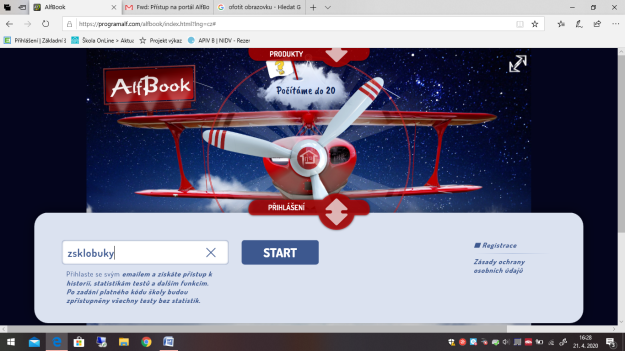 AlfBook
Fwd: Přístup na portál AlfBo
ofotit obrazovku - Hledat G
https://programalf.com/alfbook/index.html?lng=cz#
Přihlášení | Základní š
Škola OnLine > Aktua
Projekt výkaz
APIV B | NIDV - Rezer
PRODUKTY
AlfBook
Počítáme do 20
PŘIHLÁŠENÍ
zsklobuky
START
Registrace
Zásady ochrany
osobních údajů
Přihlaste se svým emailem a získáte přístup k
historii, statistikám testů a dalším funkcím.
Po zadání platného kódu školy budou
zpřístupněny všechny testy bez statistik.
16:28
21. 4. 2020